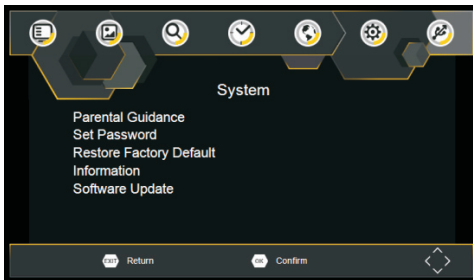 System
Parental Guidance
Set Password
Restore Factory Default
Information
Software Update
EXIT Return OK Confirm